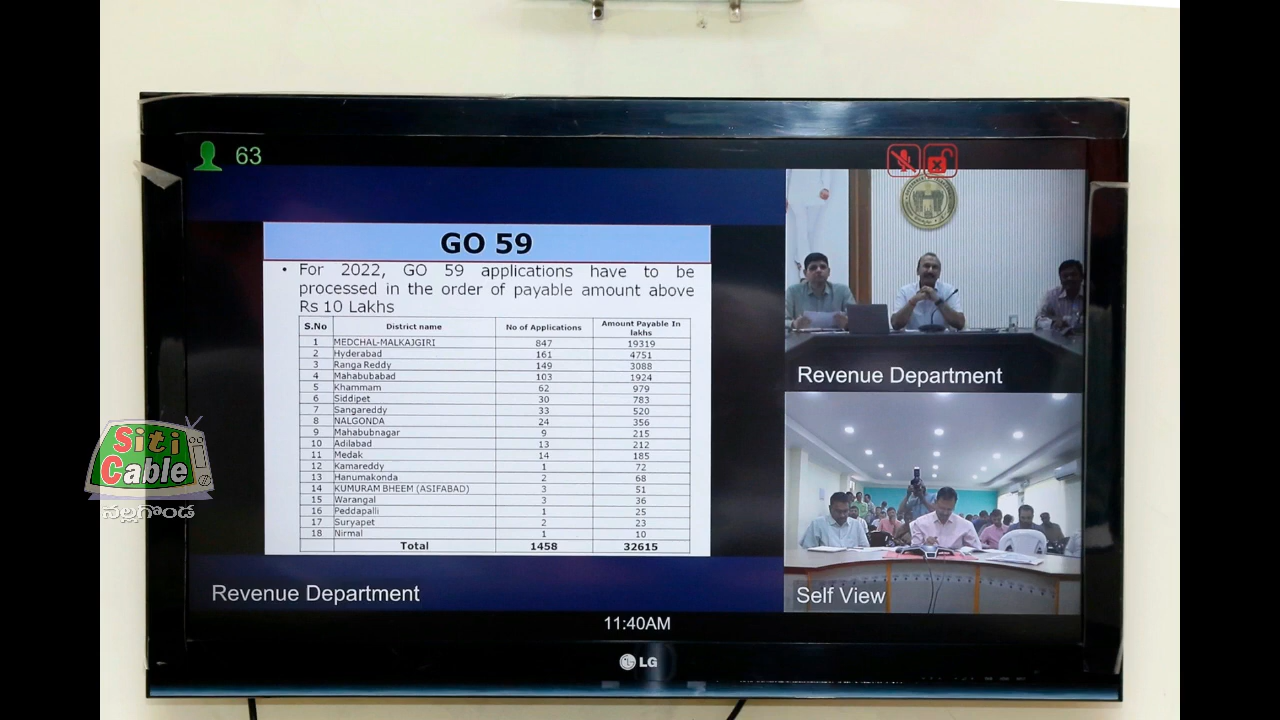 63
GO 59
• For 2022, GO 59 applications have to be
processed in the order of payable amount above
Rs 10 Lakhs
S.No District name No of Applications Amount Payable In lakhs
1 MEDCHAL-MALKAJGIRI 847 19319
2 Hyderabad 161 4751
3 Ranga Reddy 149 3088
4 Mahabubabad 103 1924
5 Khammam 62 979
6 Siddipet 30 783
7 Sangareddy 33 520
8 NALGONDA 24 356
9 Mahabubnagar 9 215
10 Adilabad 13 212
11 Medak 14 185
12 Kamareddy 1 72
13 Hanumakonda 2 68
14 KUMURAM BHEEM (ASIFABAD) 3 51
15 Warangal 3 36
16 Peddapalli 1 25
17 Suryapet 2 23
18 Nirmal 1 10
Total 1458 32615
Revenue Department
Revenue Department
Self View
11:40AM
LG
Siti
Cable
నల్లగొండ